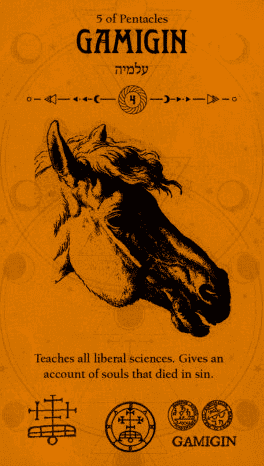 5 of Pentacles
GAMIGIN
עלמיה
4
Teaches all liberal sciences. Gives an
account of souls that died in sin.
GAMIGIN